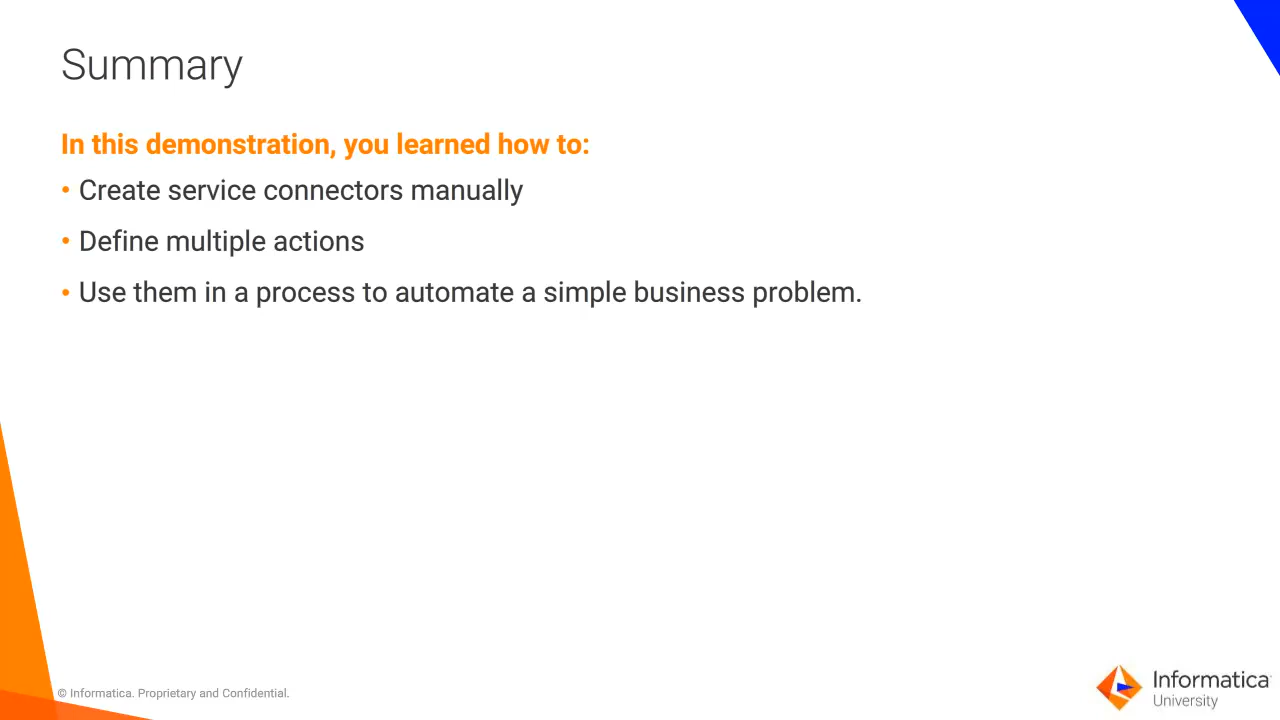 Summary
In this demonstration, you learned how to:
• Create service connectors manually
• Define multiple actions
• Use them in a process to automate a simple business problem.
© Informatica. Proprietary and Confidential.
Informatica
University